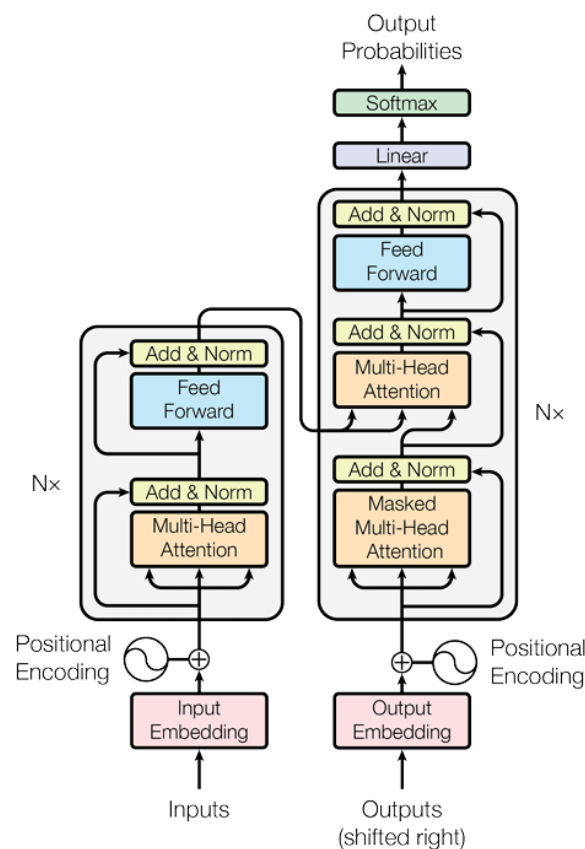 Output
Probabilities
Softmax
Linear
Add & Norm
Feed
Forward
Add & Norm
Multi-Head
Attention
Add & Norm
Masked
Multi-Head
Attention
N×
Positional
Encoding
Output
Embedding
Outputs
(shifted right)
Add & Norm
Feed
Forward
Add & Norm
Multi-Head
Attention
N×
Positional
Encoding
Input
Embedding
Inputs